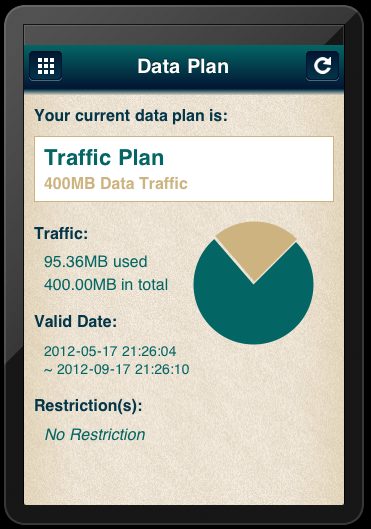 Data Plan
Your current data plan is:
Traffic Plan
400MB Data Traffic
Traffic:
95.36MB used
400.00MB in total
Valid Date:
2012-05-17 21:26:04
~ 2012-09-17 21:26:10
Restriction(s):
No Restriction